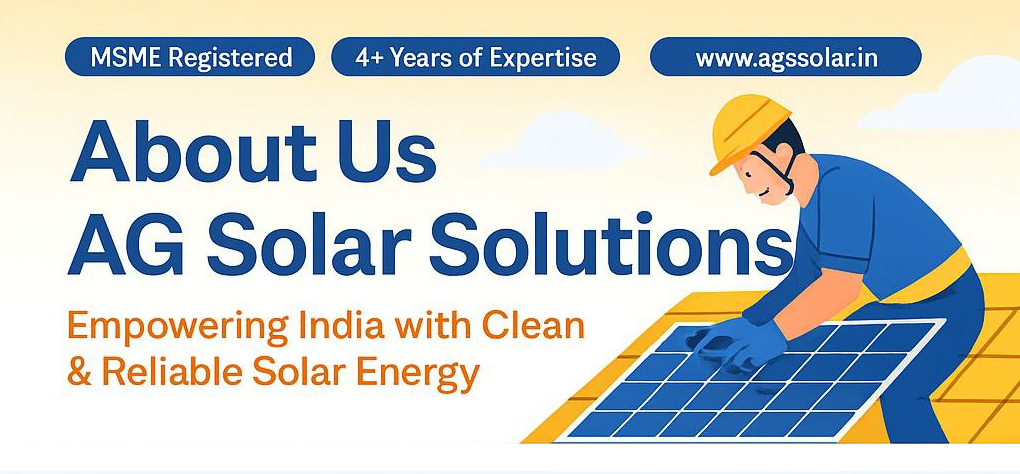 MSME Registered
4+ Years of Expertise
www.agssolar.in
About Us
AG Solar Solutions
Empowering India with Clean
& Reliable Solar Energy